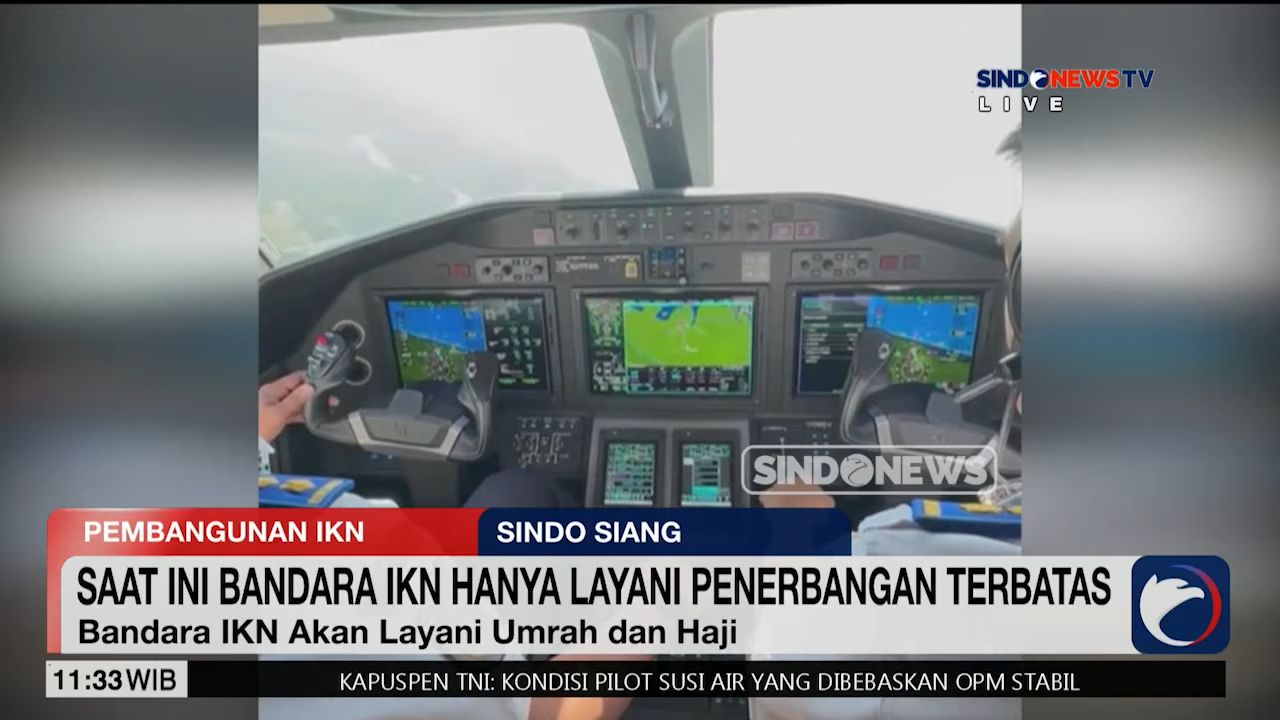 SINDONEWSTV
LIVE
SINDONEWS
PEMBANGUNAN IKN
SINDO SIANG
SAAT INI BANDARA IKN HANYA LAYANI PENERBANGAN TERBATAS
Bandara IKN Akan Layani Umrah dan Haji
11:33 WIB
KAPUSPEN TNI: KONDISI PILOT SUSI AIR YANG DIBEBASKAN OPM STABIL